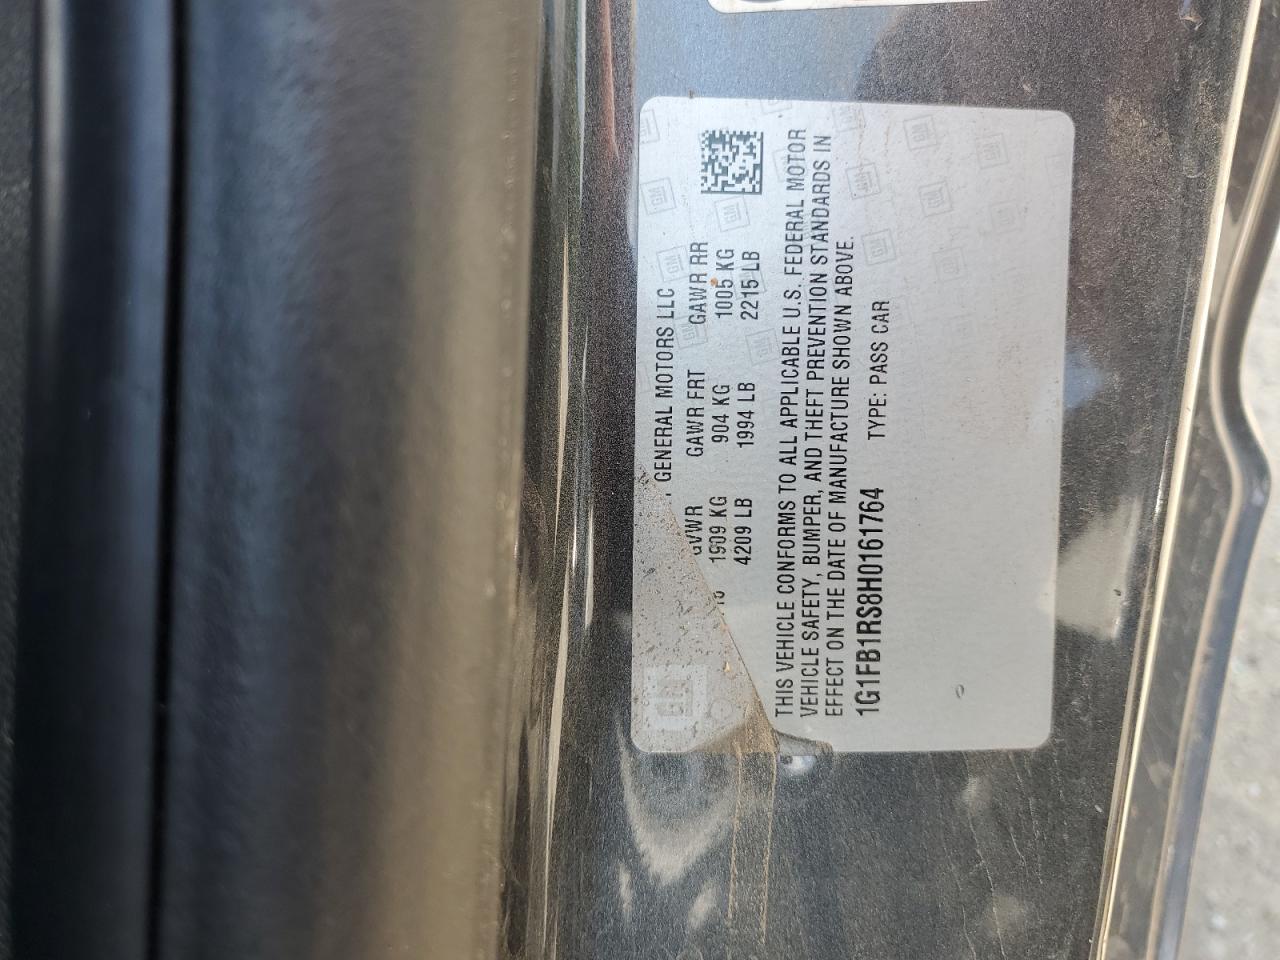 GENERAL MOTORS LLC
GVWR GAWR FRT GAWR RR
1909 KG 904 KG 1005 KG
4209 LB 1994 LB 2215 LB
THIS VEHICLE CONFORMS TO ALL APPLICABLE U.S. FEDERAL MOTOR
VEHICLE SAFETY, BUMPER, AND THEFT PREVENTION STANDARDS IN
EFFECT ON THE DATE OF MANUFACTURE SHOWN ABOVE.
1G1FB1RS8H0161764 TYPE: PASS CAR